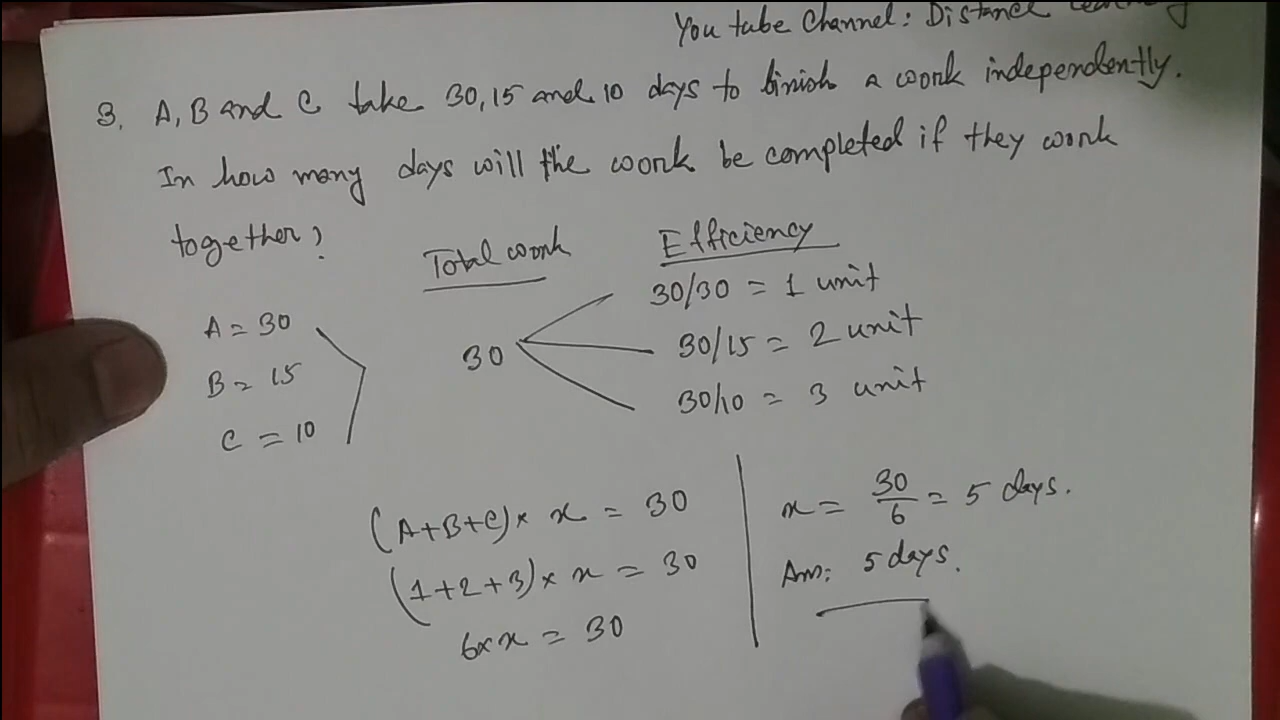 You tube Channel: Distance
3. A, B and C take 30, 15 and 10 days to finish a work independently.
In how many days will the work be completed if they work
together?
Total work
Efficiency
A = 30
B = 15
C = 10
30
30/30 = 1 unit
30/15 = 2 unit
30/10 = 3 unit
(A+B+C) × x = 30
(1+2+3) × x = 30
6 × x = 30
x = 30/6 = 5 days.
Ans: 5 days.